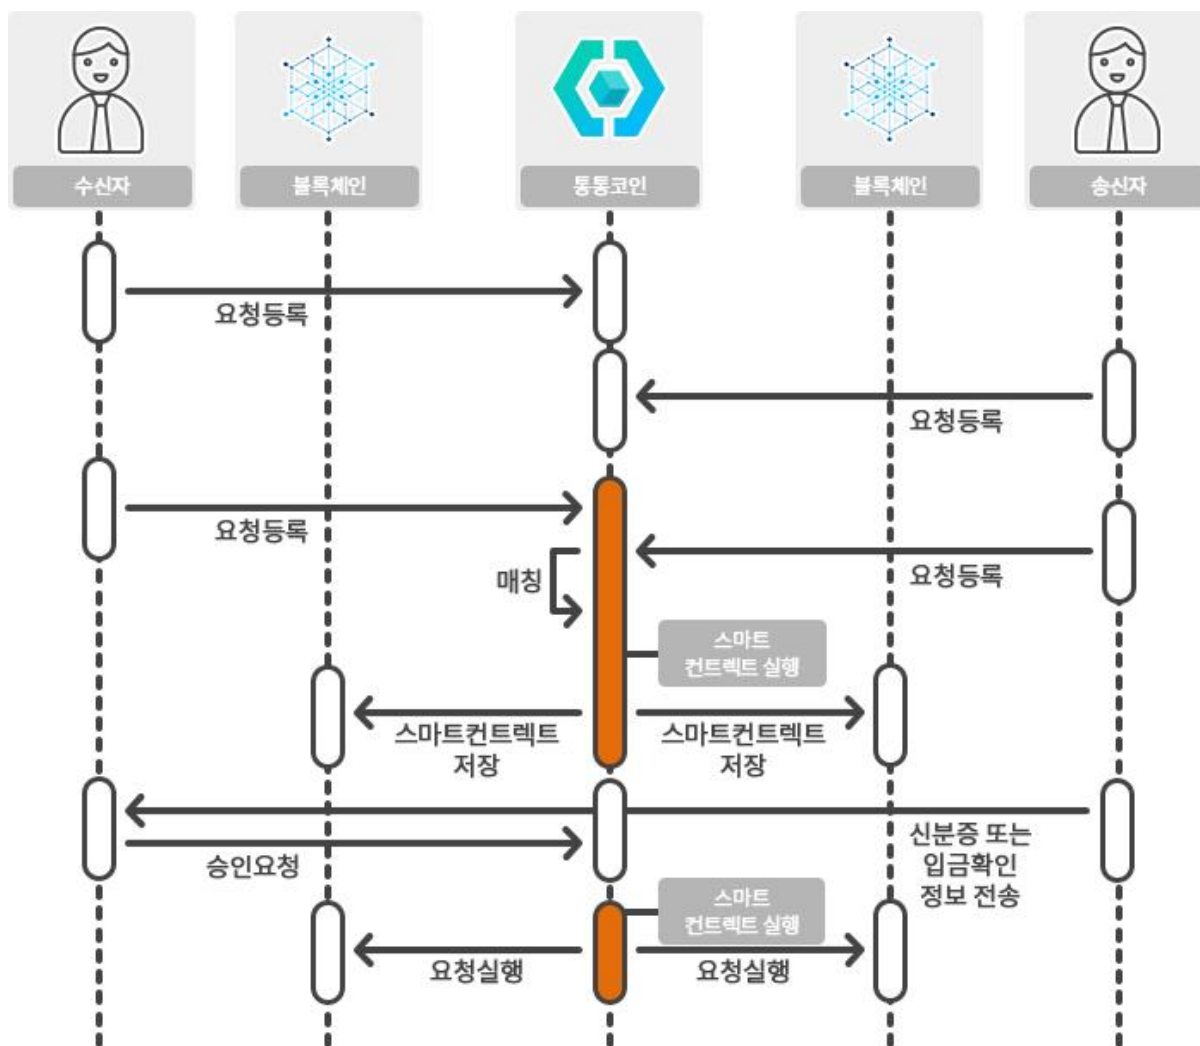 수신자
블록체인
통통코인
블록체인
송신자
요청등록
요청등록
요청등록
요청등록
매칭
스마트
컨트렉트 실행
스마트컨트렉트
저장
스마트컨트렉트
저장
신분증 또는
입금확인
정보 전송
승인요청
스마트
컨트렉트 실행
요청실행
요청실행